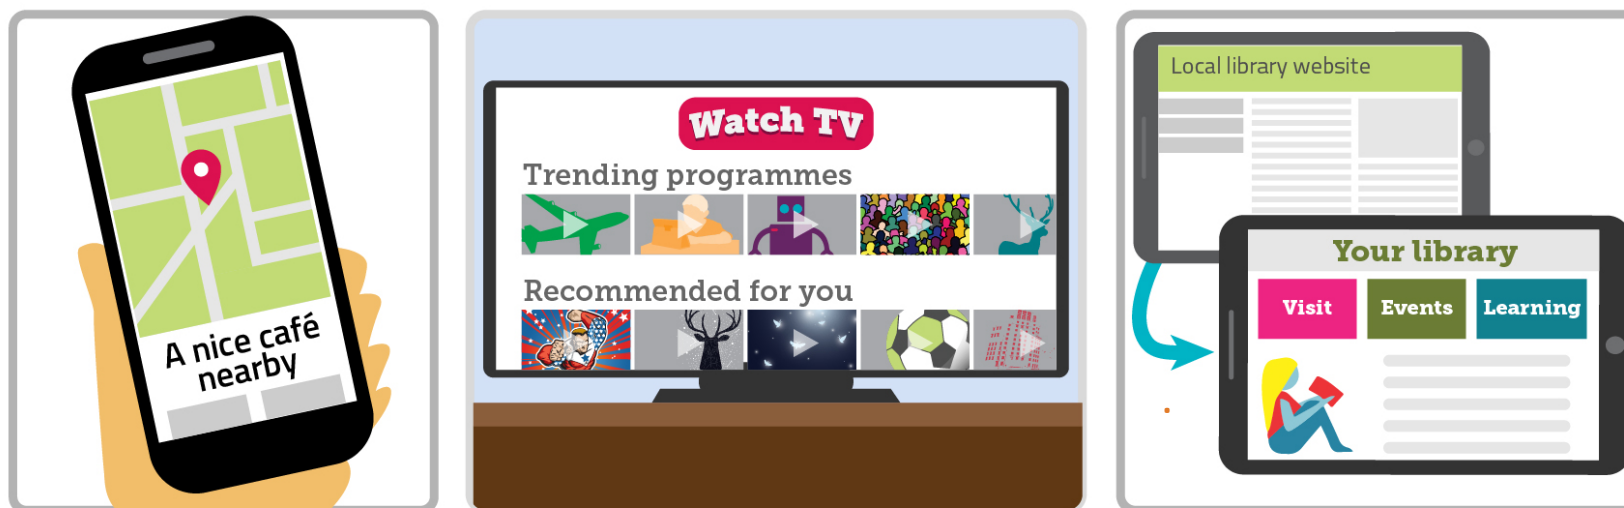 A nice café
nearby
Watch TV
Trending programmes
Recommended for you
Local library website
Your library
Visit
Events
Learning